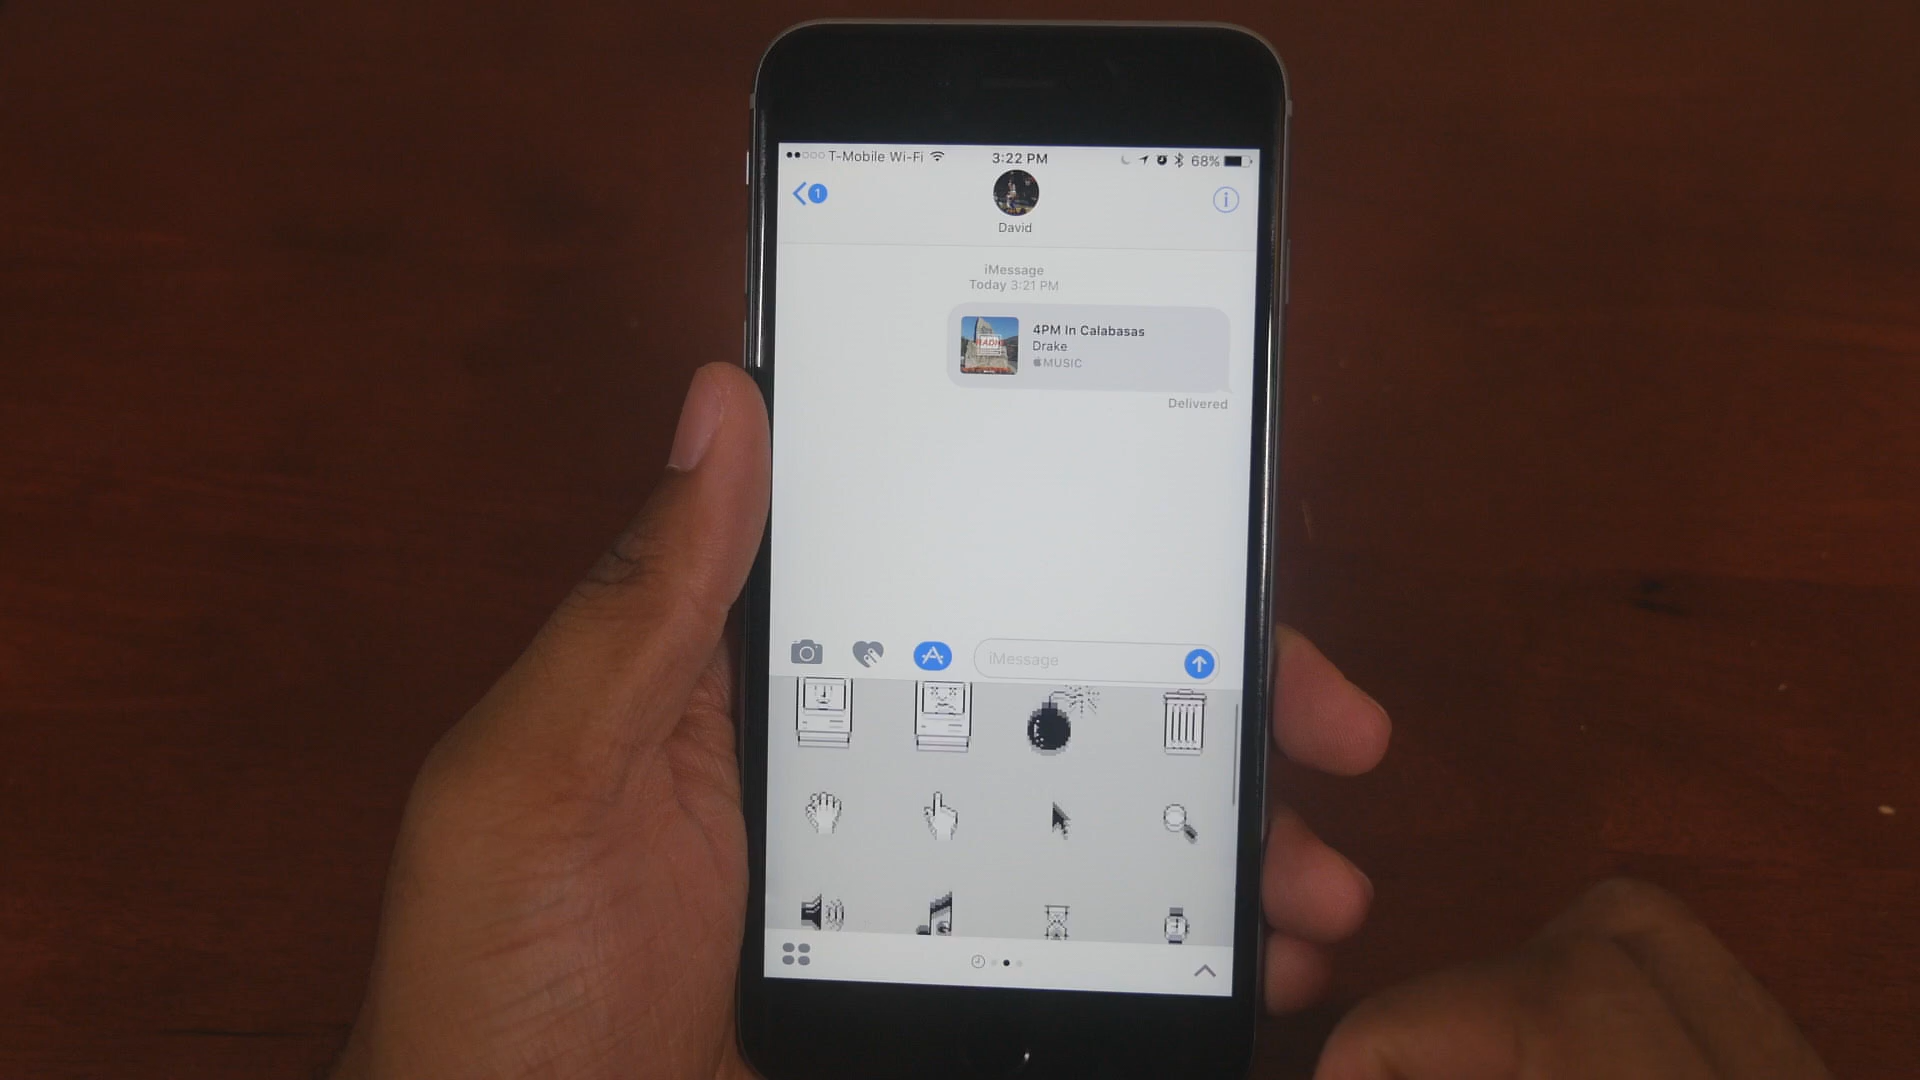 T-Mobile Wi-Fi 3:22 PM 68%
1
David
iMessage
Today 3:21 PM
4PM In Calabasas
Drake
MUSIC
Delivered
iMessage